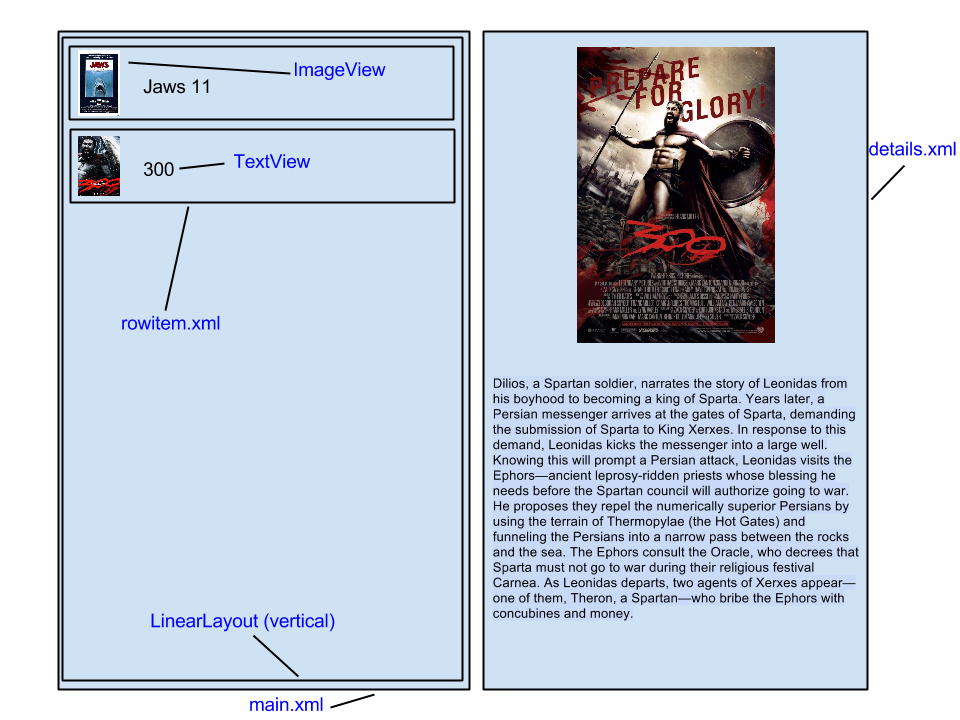 JAWS
ImageView
Jaws 11
300
300
TextView
rowitem.xml
LinearLayout (vertical)
main.xml
PREPARE
FOR
GLORY!
300
details.xml
Dilios, a Spartan soldier, narrates the story of Leonidas from
his boyhood to becoming a king of Sparta. Years later, a
Persian messenger arrives at the gates of Sparta, demanding
the submission of Sparta to King Xerxes. In response to this
demand, Leonidas kicks the messenger into a large well.
Knowing this will prompt a Persian attack, Leonidas visits the
Ephors—ancient leprosy-ridden priests whose blessing he
needs before the Spartan council will authorize going to war.
He proposes they repel the numerically superior Persians by
using the terrain of Thermopylae (the Hot Gates) and
funneling the Persians into a narrow pass between the rocks
and the sea. The Ephors consult the Oracle, who decrees that
Sparta must not go to war during their religious festival
Carnea. As Leonidas departs, two agents of Xerxes appear—
one of them, Theron, a Spartan—who bribe the Ephors with
concubines and money.